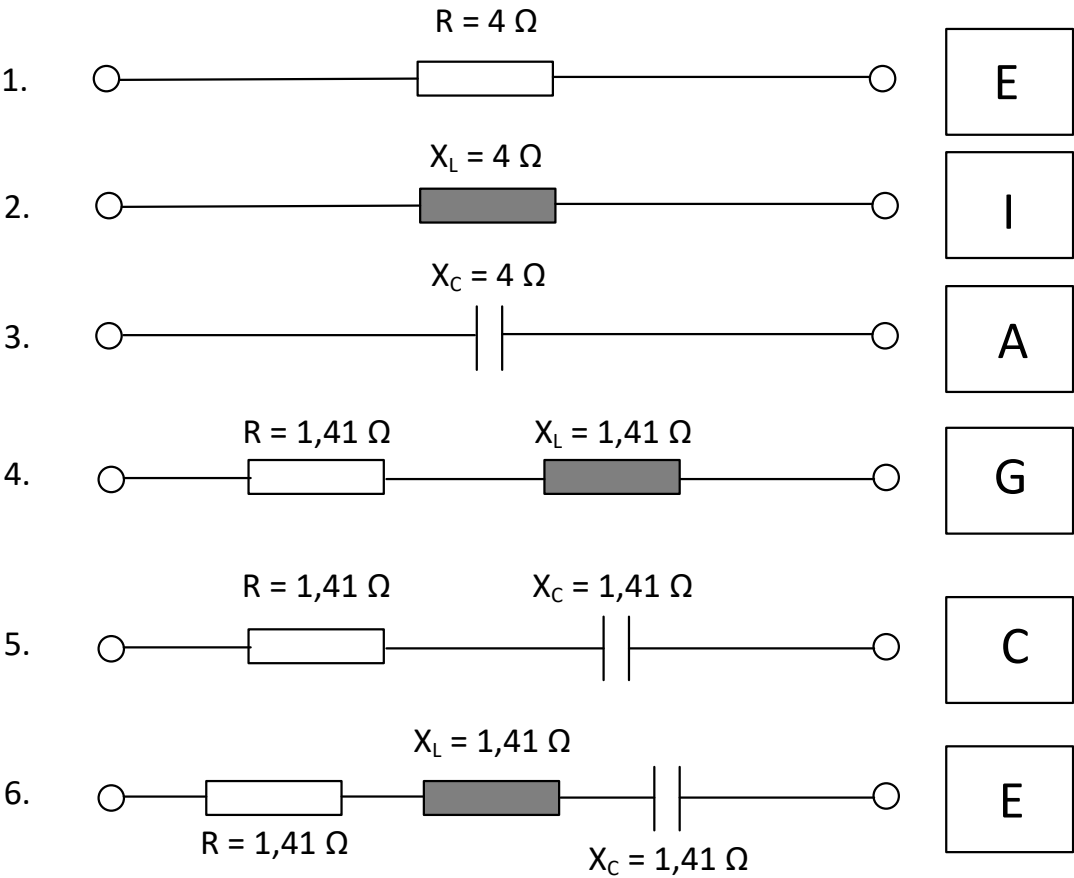 R = 4 Ω
1. E
X_L = 4 Ω
2. I
X_C = 4 Ω
3. A
R = 1,41 Ω X_L = 1,41 Ω
4. G
R = 1,41 Ω X_C = 1,41 Ω
5. C
X_L = 1,41 Ω
6. E
R = 1,41 Ω
X_C = 1,41 Ω